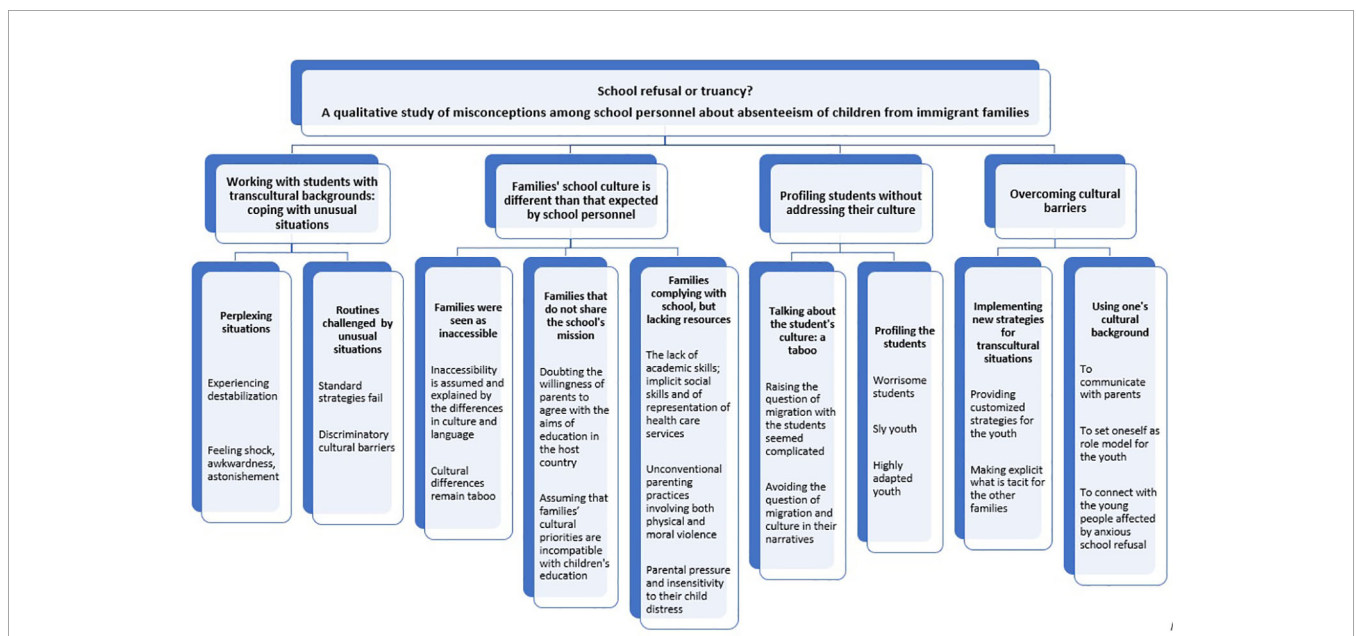 School refusal or truancy?
A qualitative study of misconceptions among school personnel about absenteeism of children from immigrant families
Working with students with
transcultural backgrounds:
coping with unusual
situations
Perplexing
situations
Experiencing
destabilization
Feeling shock,
awkwardness,
astonishement
Routines
challenged by
unusual
situations
Standard
strategies fail
Discriminatory
cultural barriers
Families' school culture is
different than that expected
by school personnel
Families were
seen as
inaccessible
Inaccessibility
is assumed and
explained by
the differences
in culture and
language
Cultural
differences
remain taboo
Families that
do not share
the school's
mission
Doubting the
willingness of
parents to
agree with the
aims of
education in
the host
country
Assuming that
families’
cultural
priorities are
incompatible
with children's
education
Families
complying with
school, but
lacking resources
The lack of
academic skills;
implicit social
skills and of
representation of
health care
services
Unconventional
parenting
practices
involving both
physical and
moral violence
Parental pressure
and insensitivity
to their child
distress
Profiling students without
addressing their culture
Talking about
the student's
culture: a
taboo
Raising the
question of
migration with
the students
seemed
complicated
Avoiding the
question of
migration and
culture in their
narratives
Profiling the
students
Worrisome
students
Sly youth
Highly
adapted
youth
Overcoming cultural
barriers
Implementing
new strategies
for
transcultural
situations
Providing
customized
strategies for
the youth
Making explicit
what is tacit for
the other
families
Using one's
cultural
background
To
communicate
with parents
To set oneself as
role model for
the youth
To connect with
the young
people affected
by anxious
school refusal